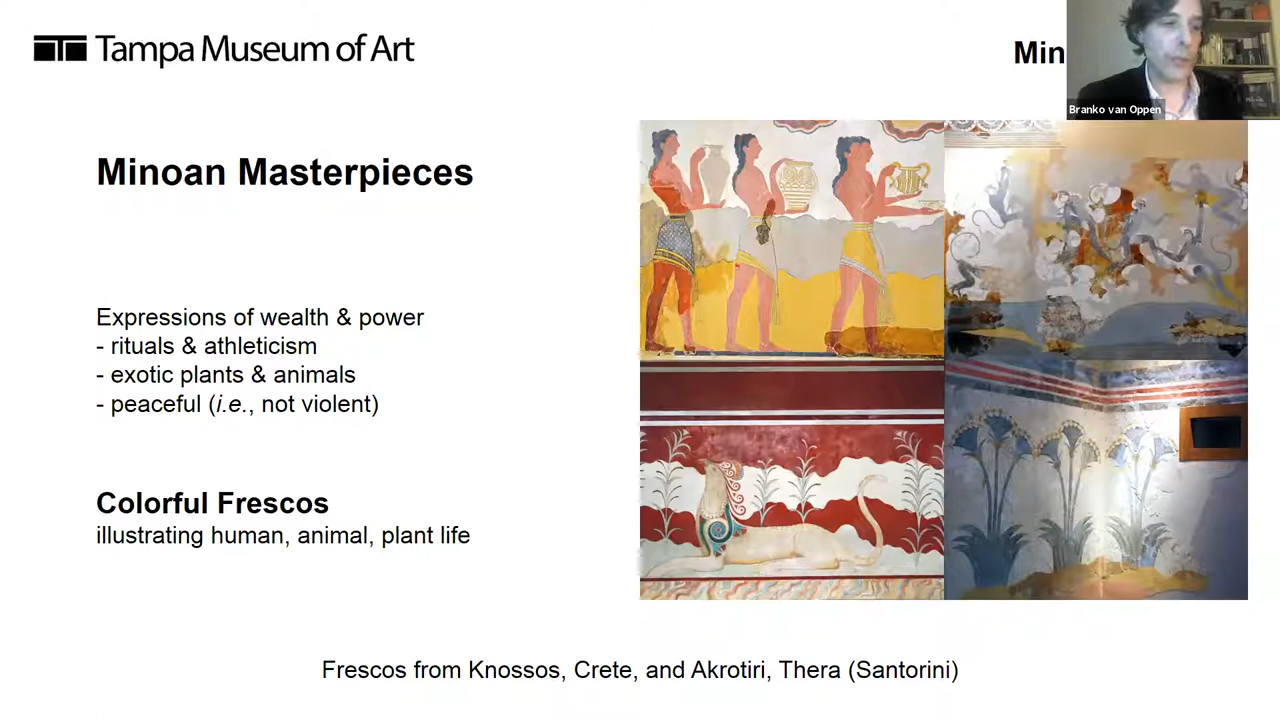 Tampa Museum of Art
Min
Branko van Oppen
Minoan Masterpieces
Expressions of wealth & power
- rituals & athleticism
- exotic plants & animals
- peaceful (i.e., not violent)
Colorful Frescos
illustrating human, animal, plant life
Frescos from Knossos, Crete, and Akrotiri, Thera (Santorini)